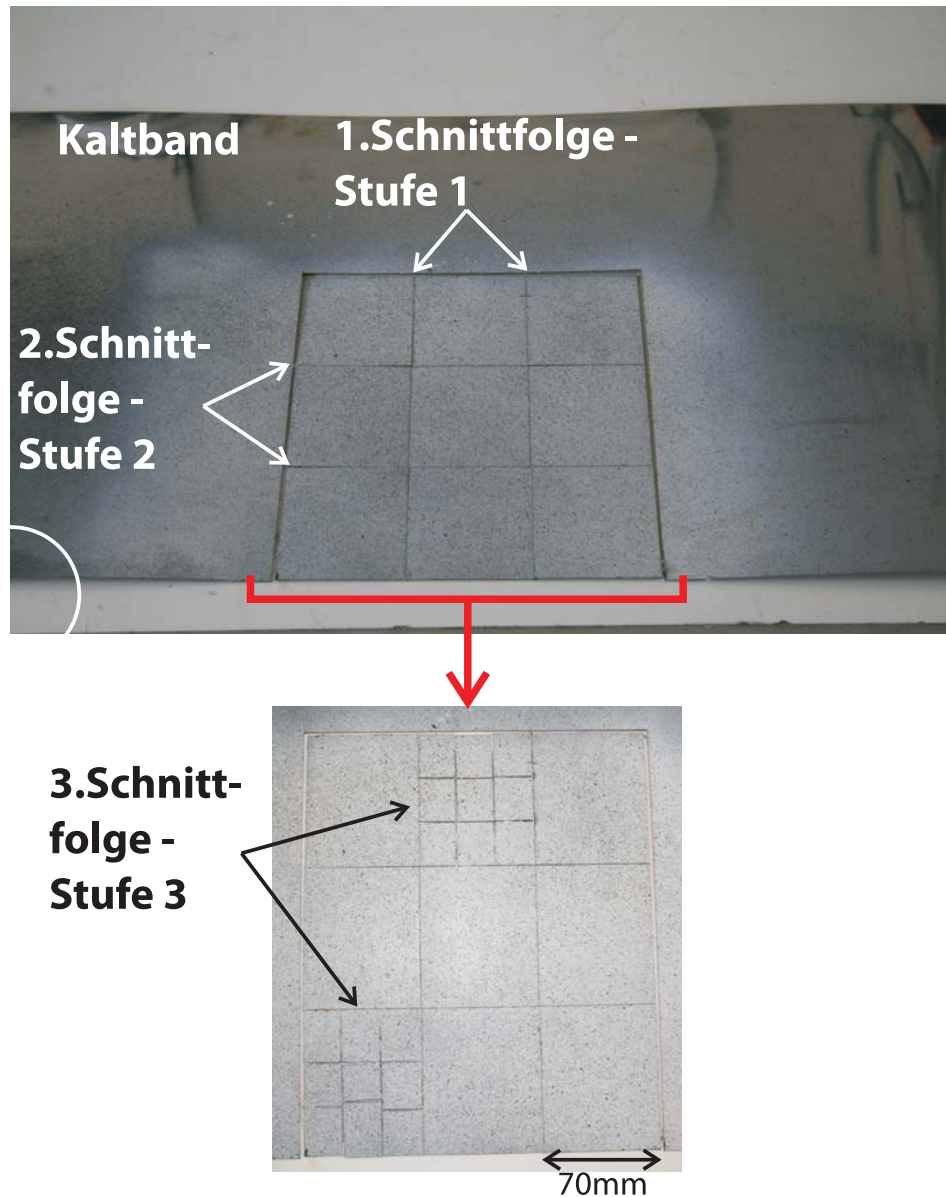 Kaltband
1.Schnittfolge -
Stufe 1
2.Schnitt-
folge -
Stufe 2
3.Schnitt-
folge -
Stufe 3
70mm